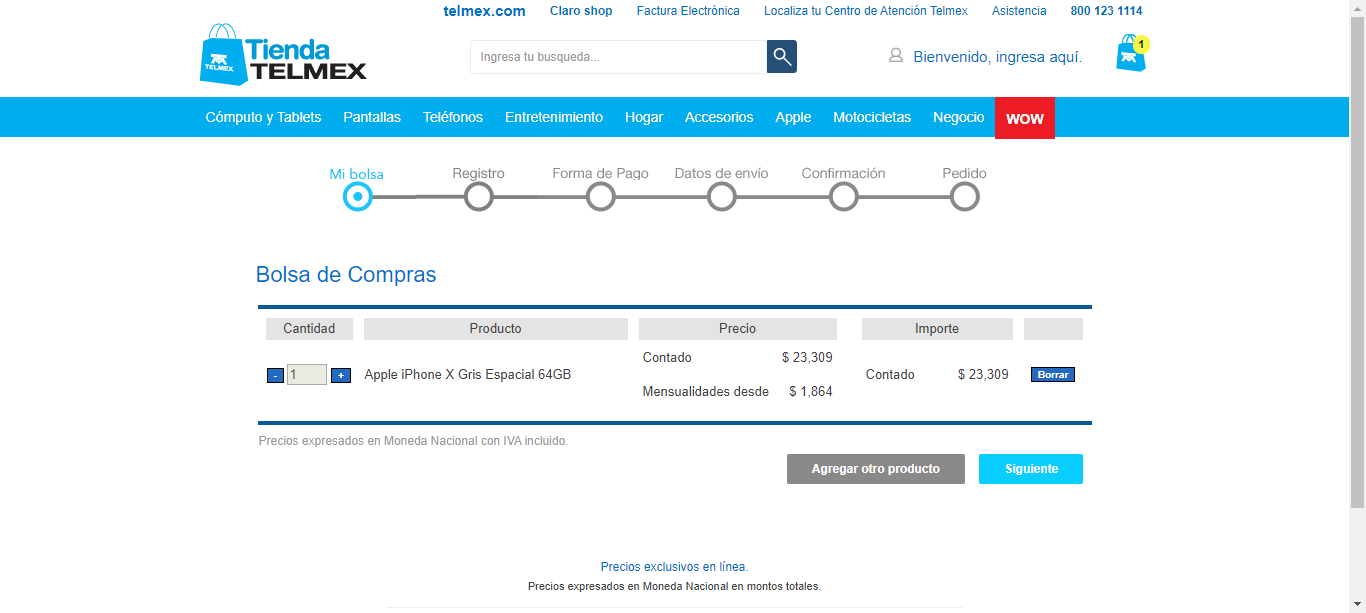 telmex.com Claro shop Factura Electrónica Localiza tu Centro de Atención Telmex Asistencia 800 123 1114
Tienda
TELMEX
TELMEX
Ingresa tu busqueda...
Bienvenido, ingresa aquí.
1
Cómputo y Tablets Pantallas Teléfonos Entretenimiento Hogar Accesorios Apple Motocicletas Negocio WOW
Mi bolsa Registro Forma de Pago Datos de envío Confirmación Pedido
Bolsa de Compras
Cantidad Producto Precio Importe
Contado $ 23,309
- 1 + Apple iPhone X Gris Espacial 64GB Contado $ 23,309 Borrar
Mensualidades desde $ 1,864
Precios expresados en Moneda Nacional con IVA incluido.
Agregar otro producto Siguiente
Precios exclusivos en línea.
Precios expresados en Moneda Nacional en montos totales.